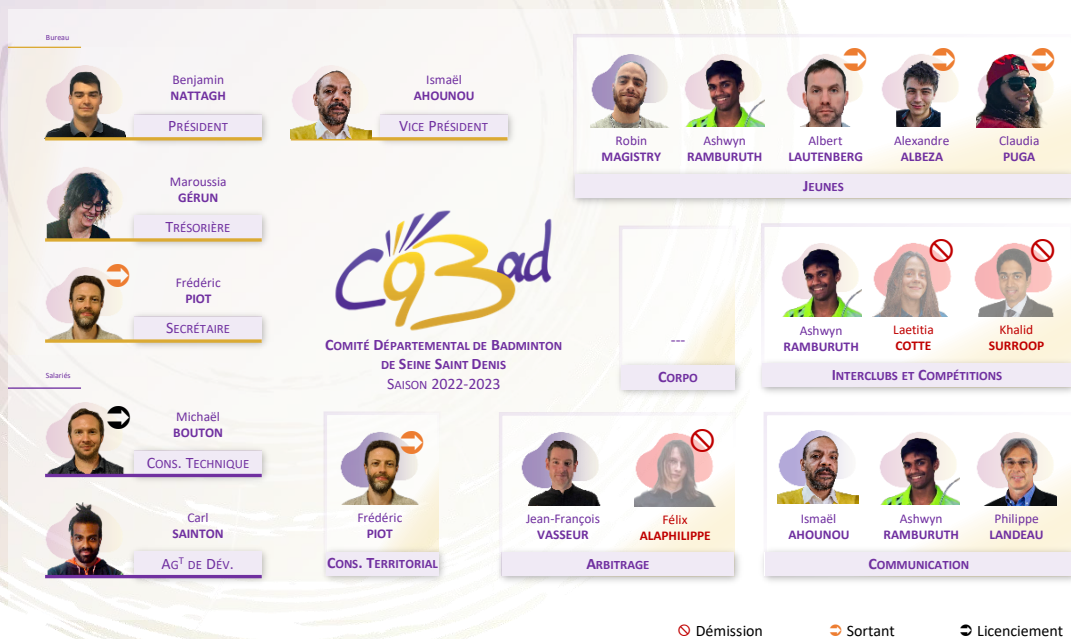 Bureau
Benjamin
NATTAGH
PRÉSIDENT
Ismaël
AHOUNOU
VICE PRÉSIDENT
Maroussia
GÉRUN
TRÉSORIÈRE
Frédéric
PIOT
SECRÉTAIRE
Salariés
Michaël
BOUTON
CONS. TECHNIQUE
Carl
SAINTON
AGT DE DÉV.
C93Bad
COMITÉ DÉPARTEMENTAL DE BADMINTON
DE SEINE SAINT DENIS
SAISON 2022-2023
Robin
MAGISTRY
Ashwyn
RAMBURUTH
Albert
LAUTENBERG
Alexandre
ALBEZA
Claudia
PUGA
JEUNES
---
CORPO
Ashwyn
RAMBURUTH
Laetitia
COTTE
Khalid
SURROOP
INTERCLUBS ET COMPÉTITIONS
Frédéric
PIOT
CONS. TERRITORIAL
Jean-François
VASSEUR
Félix
ALAPHILIPPE
ARBITRAGE
Ismaël
AHOUNOU
Ashwyn
RAMBURUTH
Philippe
LANDEAU
COMMUNICATION
Démission
Sortant
Licenciement